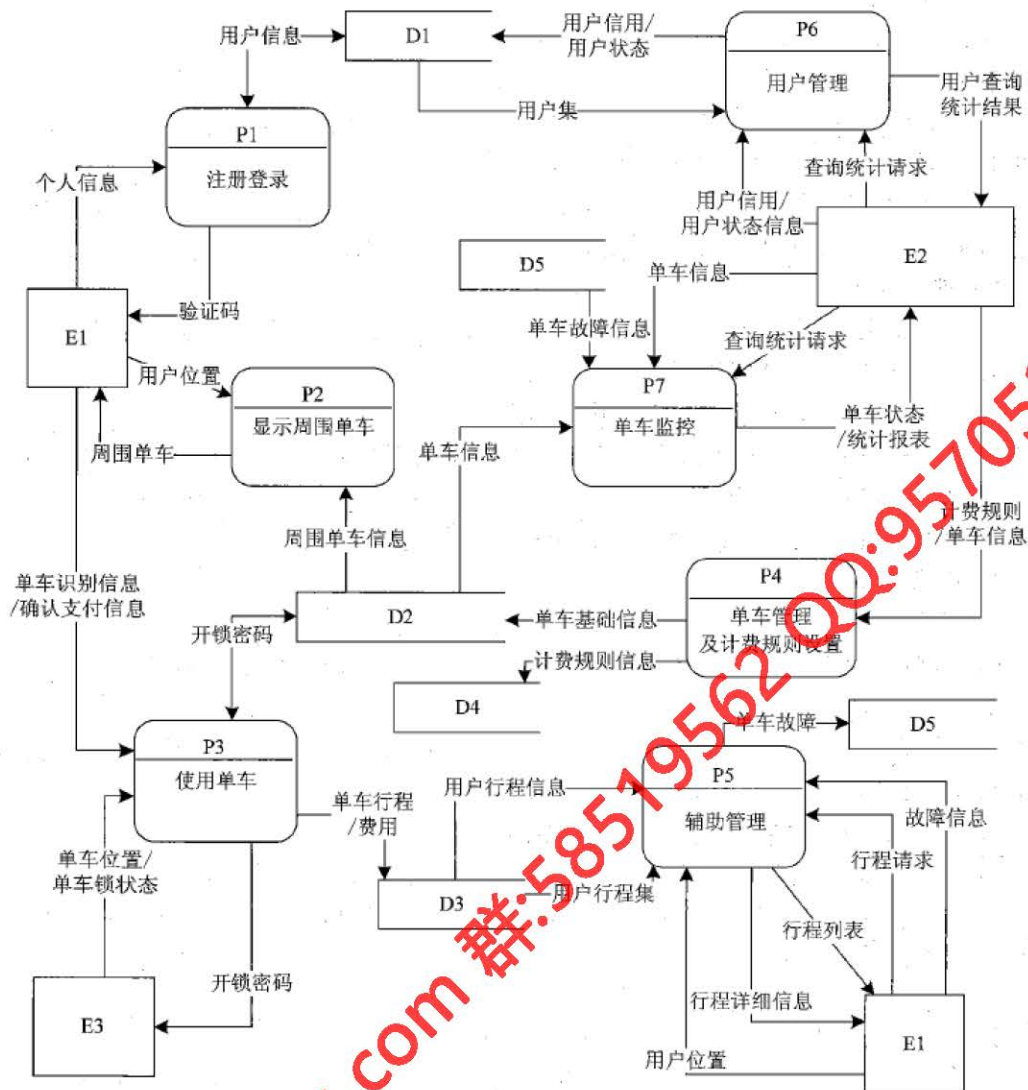 用户信息
D1
用户信用/
用户状态
P6
用户管理
用户查询
统计结果
用户集
P1
注册登录
个人信息
查询统计请求
用户信用/
用户状态信息
E2
D5
单车信息
单车故障信息
查询统计请求
验证码
E1
用户位置
P2
显示周围单车
周围单车
P7
单车监控
单车信息
单车状态
/统计报表
计费规则
/单车信息
周围单车信息
单车识别信息
/确认支付信息
开锁密码
D2
单车基础信息
P4
单车管理
及计费规则设置
计费规则信息
D4
单车故障
D5
P3
使用单车
单车行程
/费用
用户行程信息
P5
辅助管理
故障信息
行程请求
单车位置/
单车锁状态
D3
用户行程集
行程列表
开锁密码
行程详细信息
E3
用户位置
E1
com 群:58519562 QQ:95705